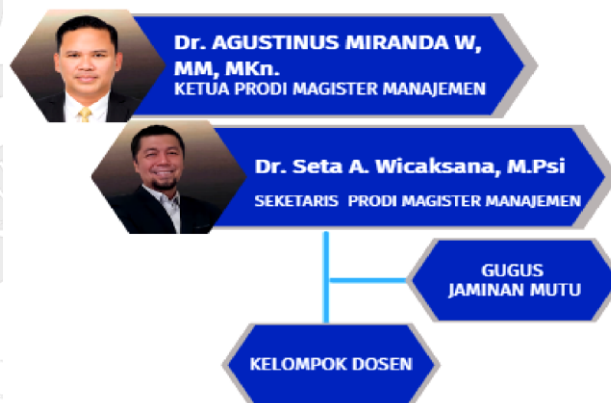 Dr. AGUSTINUS MIRANDA W,
MM, MKn.
KETUA PRODI MAGISTER MANAJEMEN
Dr. Seta A. Wicaksana, M.Psi
SEKETARIS PRODI MAGISTER MANAJEMEN
GUGUS
JAMINAN MUTU
KELOMPOK DOSEN